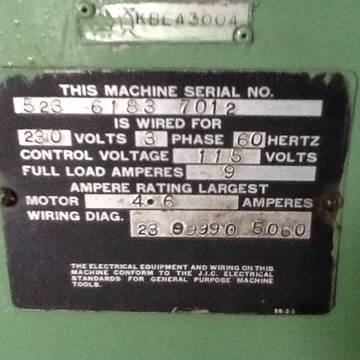 KBLA3004
THIS MACHINE SERIAL NO.
523 6183 7012
IS WIRED FOR
230 VOLTS 3 PHASE 60 HERTZ
CONTROL VOLTAGE 115 VOLTS
FULL LOAD AMPERES 9
AMPERE RATING LARGEST
MOTOR 4.6 AMPERES
WIRING DIAG.
23 89990 5060
THE ELECTRICAL EQUIPMENT AND WIRING ON THIS
MACHINE CONFORM TO THE J.I.C. ELECTRICAL
STANDARDS FOR GENERAL PURPOSE MACHINE
TOOLS.